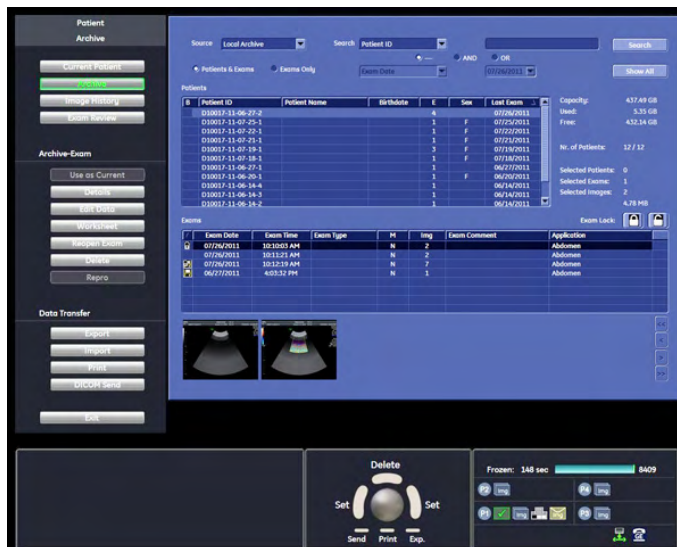 Patient
Archive
Current Patient
Archive
Image History
Exam Review
Archive-Exam
Use as Current
Details
Edit Data
Worksheet
Reopen Exam
Delete
Repro
Data Transfer
Export
Import
Print
DICOM Send
Exit
Source Local Archive Search Patient ID Search
--- AND OR
Patients & Exams Exams Only Exam Date 07/26/2011 Show All
Patients
B Patient ID Patient Name Birthdate E Sex Last Exam
D10017-11-06-27-2 4 07/26/2011
D10017-11-07-25-1 1 F 07/25/2011
D10017-11-07-22-1 1 F 07/22/2011
D10017-11-07-21-1 1 F 07/21/2011
D10017-11-07-19-1 3 F 07/19/2011
D10017-11-07-18-1 1 F 07/18/2011
D10017-11-06-27-1 1 06/27/2011
D10017-11-06-20-1 1 F 06/20/2011
D10017-11-06-14-4 1 06/14/2011
D10017-11-06-14-3 1 06/14/2011
D10017-11-06-14-2 1 06/14/2011
Capacity: 437.49 GB
Used: 5.35 GB
Free: 432.14 GB
Nr. of Patients: 12 / 12
Selected Patients: 0
Selected Exams: 1
Selected Images: 2
4.78 MB
Exam Lock:
Exams
Exam Date Exam Time Exam Type M Img Exam Comment Application
07/26/2011 10:10:03 AM N 2 Abdomen
07/26/2011 10:11:21 AM N 2 Abdomen
07/26/2011 10:12:19 AM N 7 Abdomen
06/27/2011 4:03:32 PM N 1 Abdomen
<<
<
>
>>
Delete
Set Set
Send Print Exp.
Frozen: 148 sec 8409
P2 Img P4 Img
P1 Img P3 Img